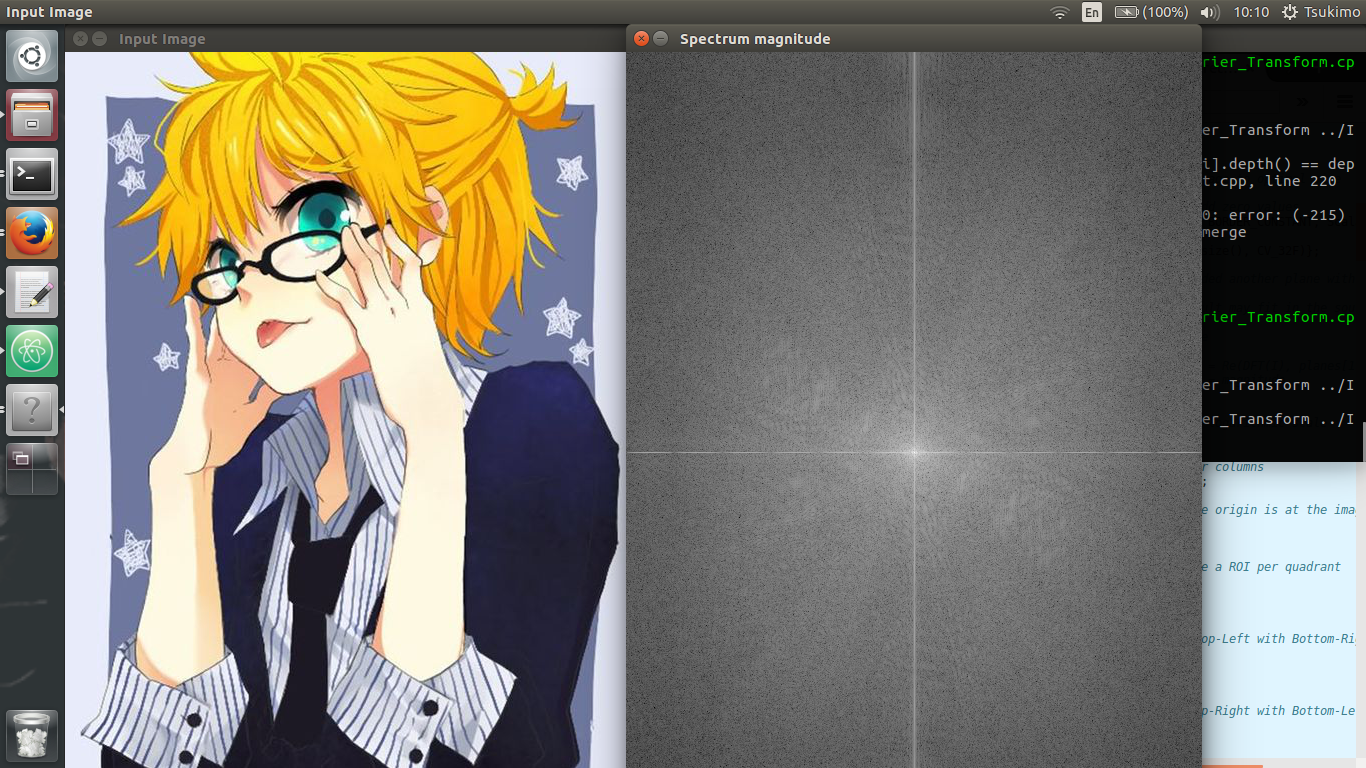 Input Image
En
(100%)
10:10
Tsukimo
Input Image
Spectrum magnitude
rier_Transform.cp
er_Transform ../I
i].depth() == dep
t.cpp, line 220
0: error: (-215)
merge
rier_Transform.cp
er_Transform ../I
er_Transform ../I
r columns
;
e origin is at the imag
e a ROI per quadrant
op-Left with Bottom-Ri
p-Right with Bottom-Le